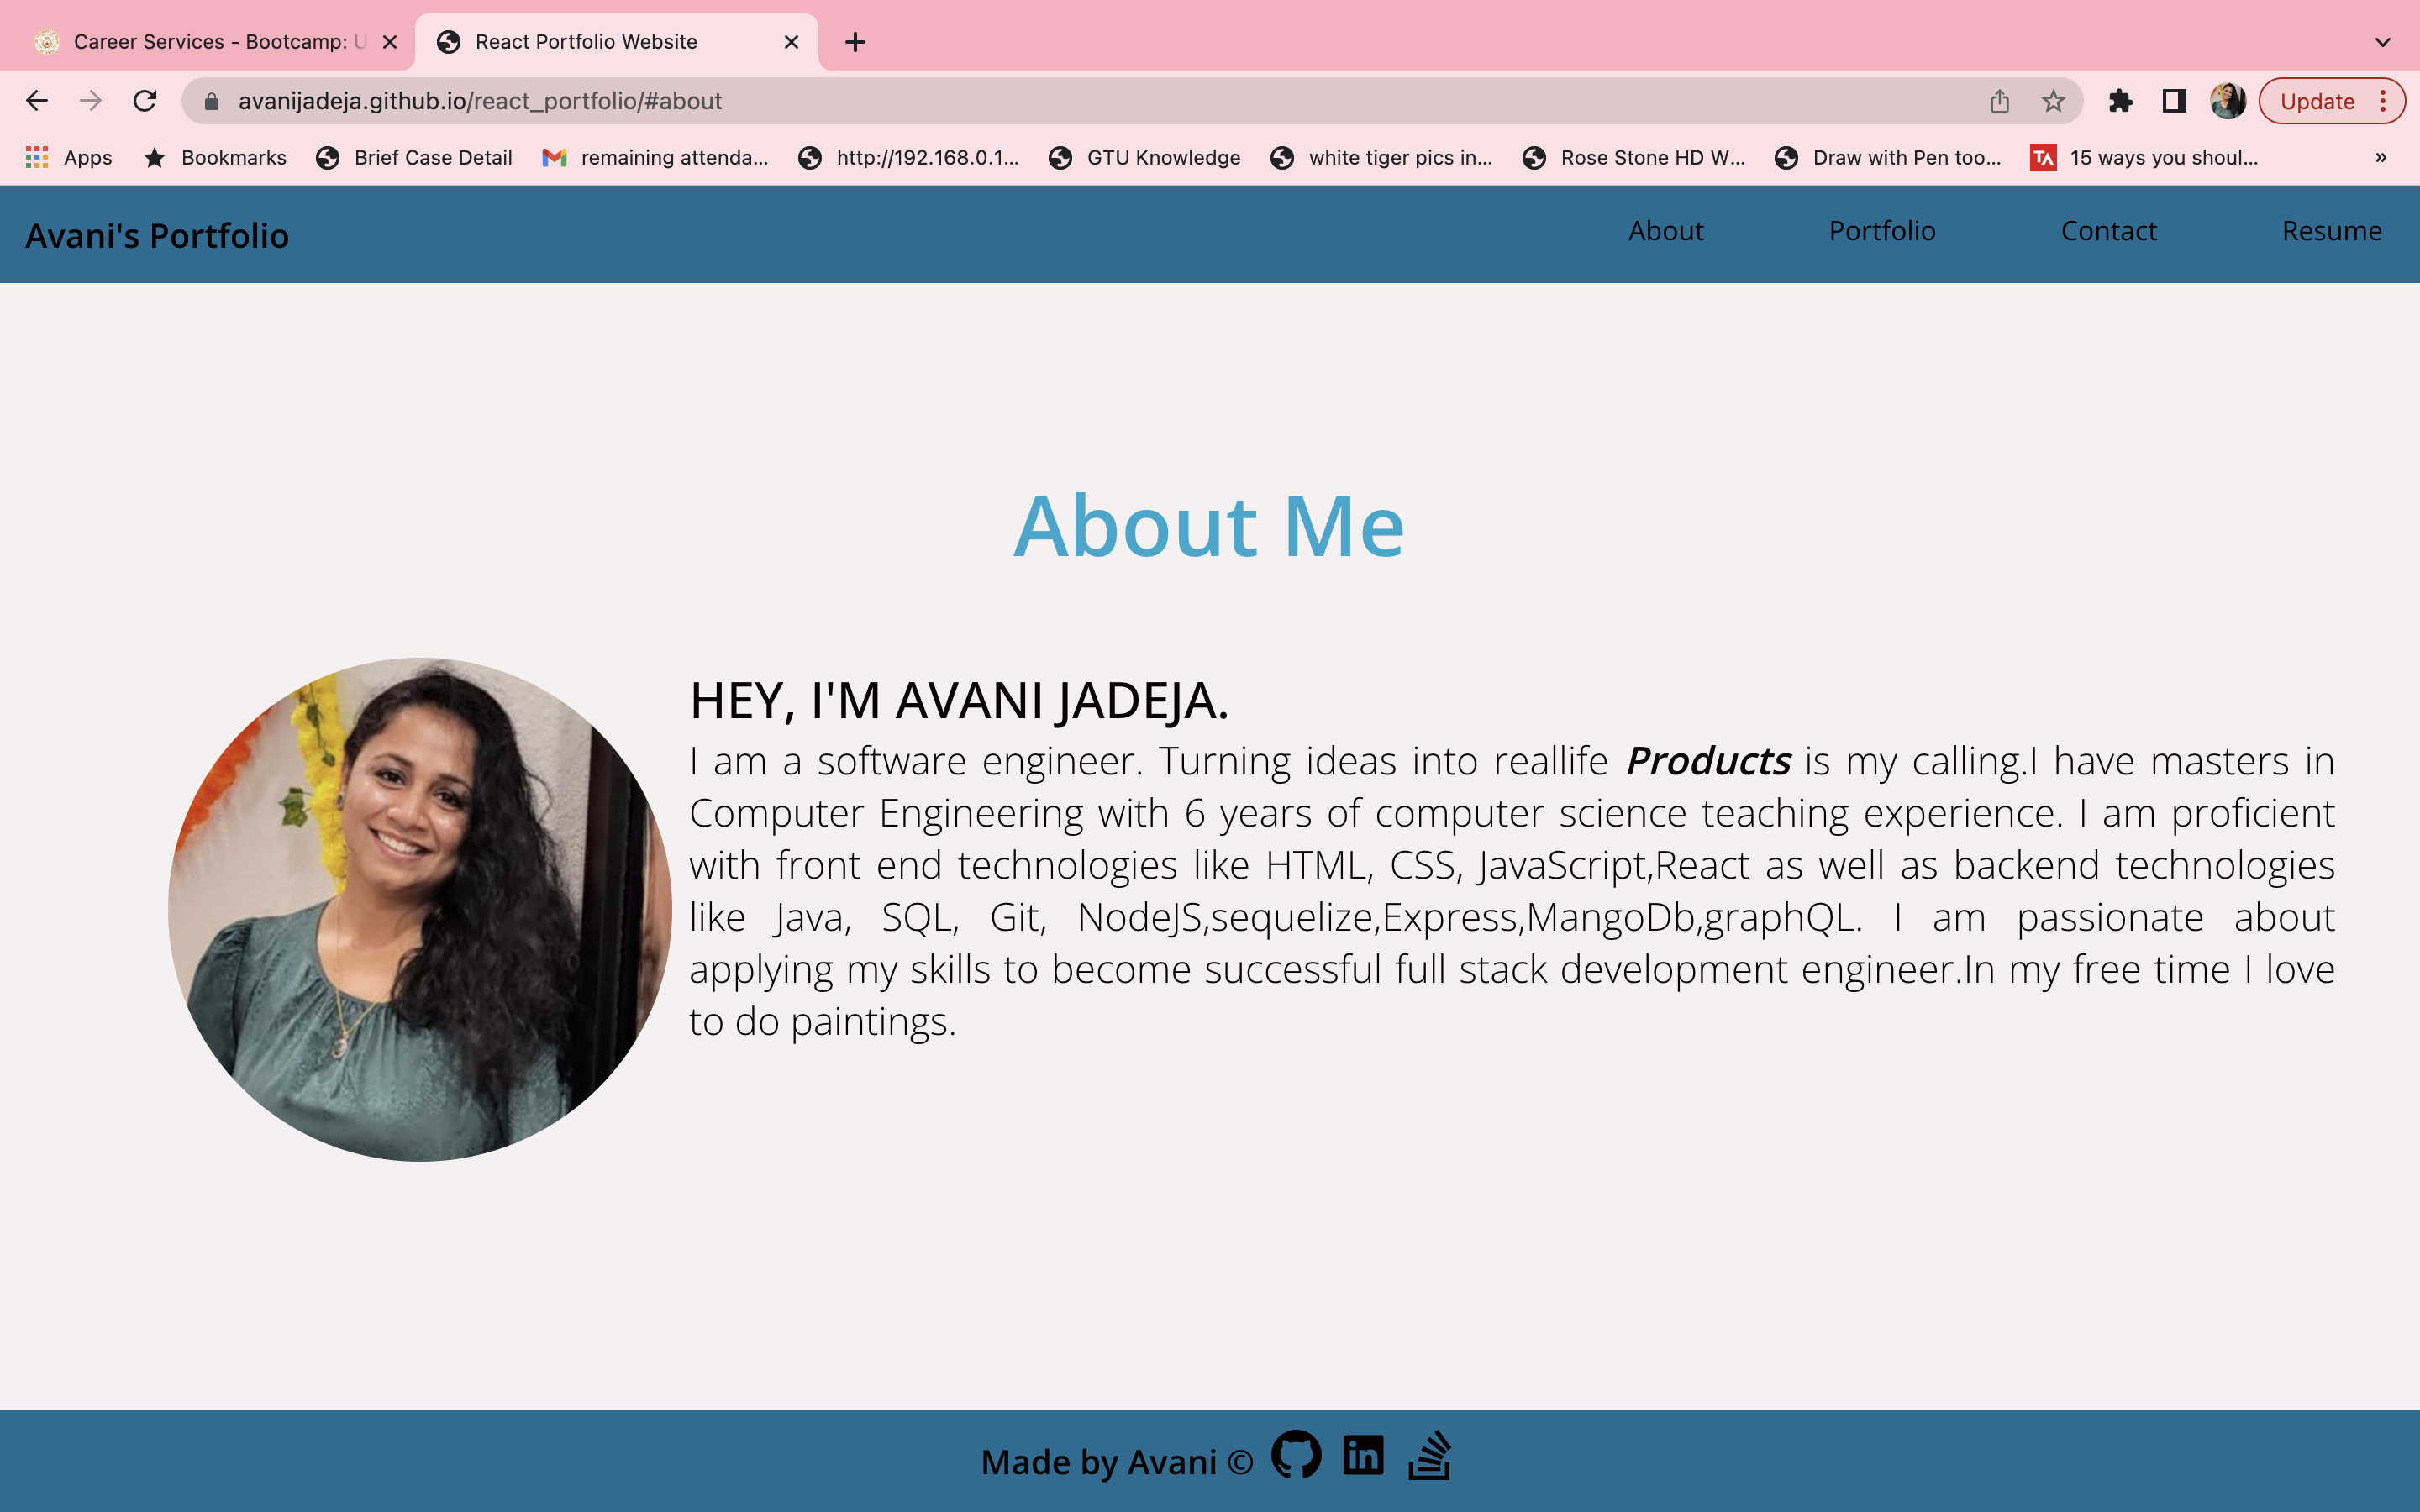 Career Services - Bootcamp: U
React Portfolio Website
avanijadeja.github.io/react_portfolio/#about
Update
Apps Bookmarks Brief Case Detail remaining attenda... http://192.168.0.1... GTU Knowledge white tiger pics in... Rose Stone HD W... Draw with Pen too... TA 15 ways you shoul... »
Avani's Portfolio About Portfolio Contact Resume
About Me
HEY, I'M AVANI JADEJA.
I am a software engineer. Turning ideas into reallife Products is my calling.I have masters in
Computer Engineering with 6 years of computer science teaching experience. I am proficient
with front end technologies like HTML, CSS, JavaScript,React as well as backend technologies
like Java, SQL, Git, NodeJS,sequelize,Express,MangoDb,graphQL. I am passionate about
applying my skills to become successful full stack development engineer.In my free time I love
to do paintings.
Made by Avani © in